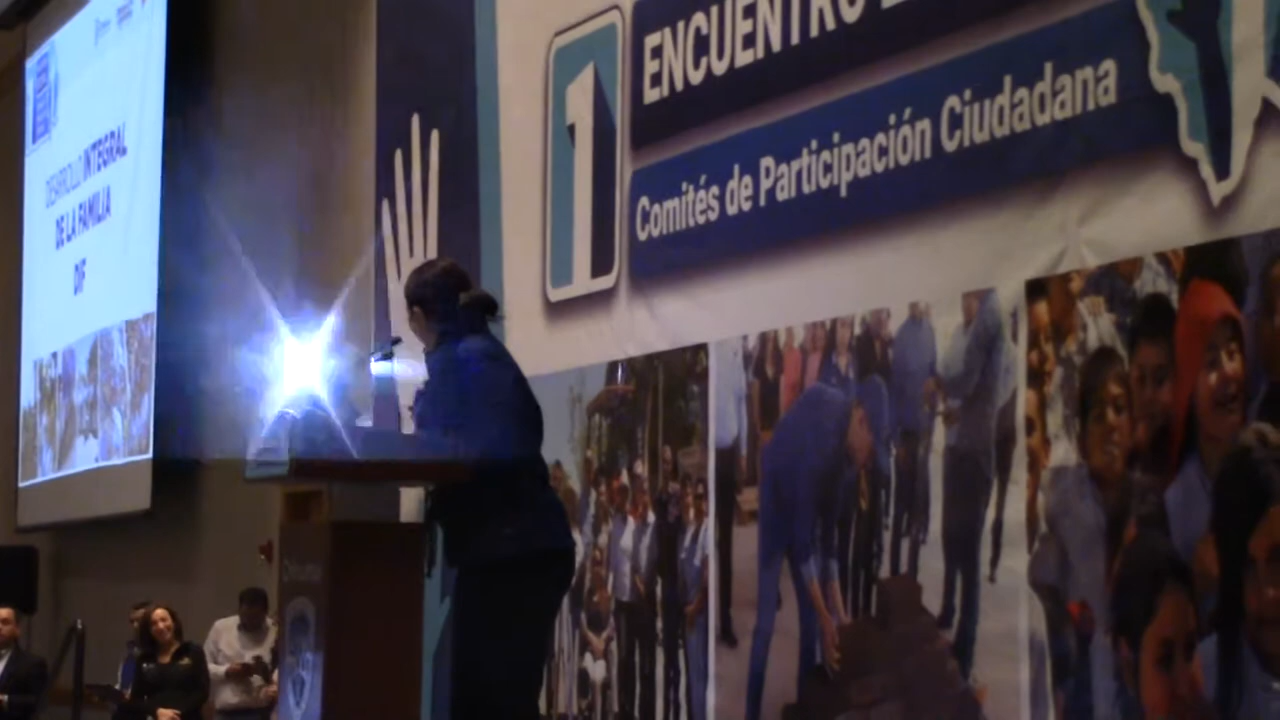 DESARROLLO INTEGRAL
DE LA FAMILIA
DIF
1
ENCUENTRO
Comités de Participación Ciudadana